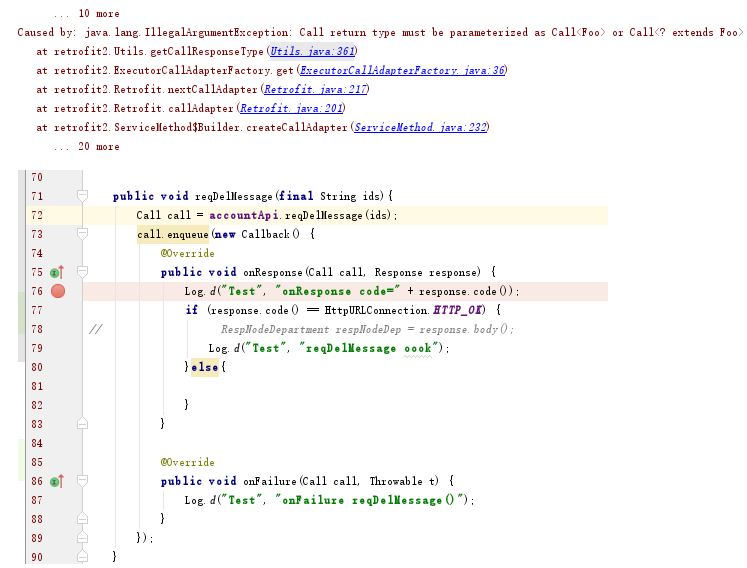 ... 10 more
Caused by: java.lang.IllegalArgumentException: Call return type must be parameterized as Call<Foo> or Call<? extends Foo>
at retrofit2.Utils.getCallResponseType(Utils.java:361)
at retrofit2.ExecutorCallAdapterFactory.get(ExecutorCallAdapterFactory.java:36)
at retrofit2.Retrofit.nextCallAdapter(Retrofit.java:217)
at retrofit2.Retrofit.callAdapter(Retrofit.java:201)
at retrofit2.ServiceMethod$Builder.createCallAdapter(ServiceMethod.java:232)
... 20 more
70
71 public void reqDelMessage(final String ids){
72 Call call = accountApi.reqDelMessage(ids);
73 call.enqueue(new Callback() {
74 @Override
75 public void onResponse(Call call, Response response) {
76 Log.d("Test", "onResponse code=" + response.code());
77 if (response.code() == HttpURLConnection.HTTP_OK) {
78 // RespNodeDepartment respNodeDep = response.body();
79 Log.d("Test", "reqDelMessage oook");
80 }else{
81
82 }
83 }
84
85 @Override
86 public void onFailure(Call call, Throwable t) {
87 Log.d("Test", "onFailure reqDelMessage()");
88 }
89 });
90 }